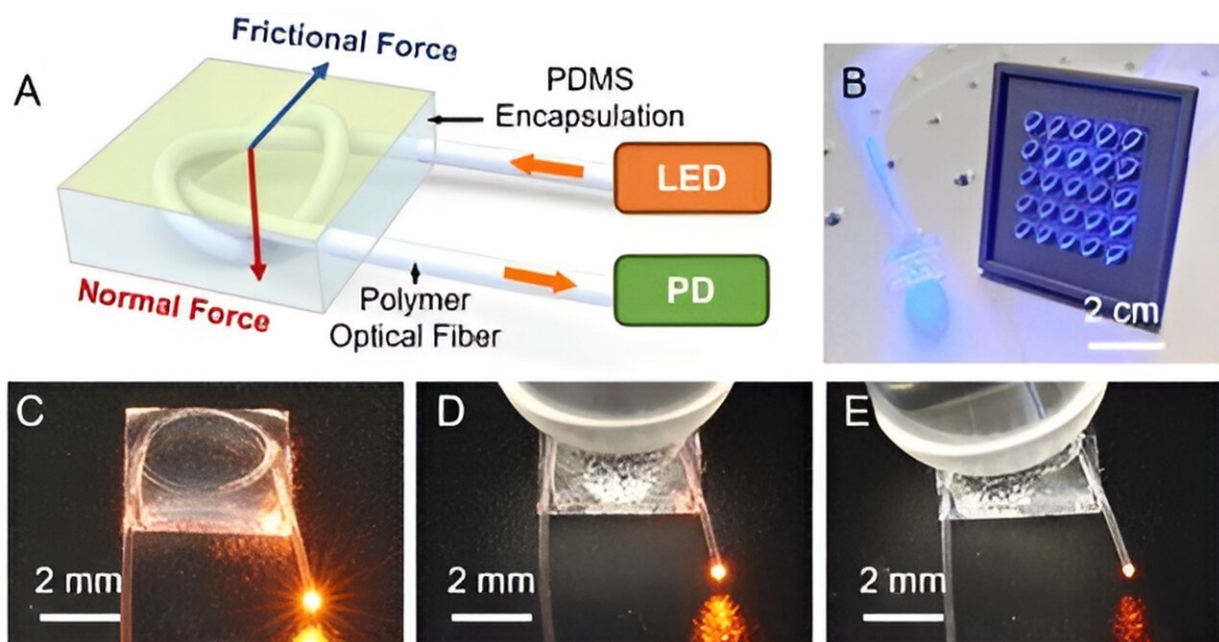 A
Frictional Force
PDMS
Encapsulation
LED
PD
Normal Force
Polymer
Optical Fiber
B
2 cm
C
2 mm
D
2 mm
E
2 mm